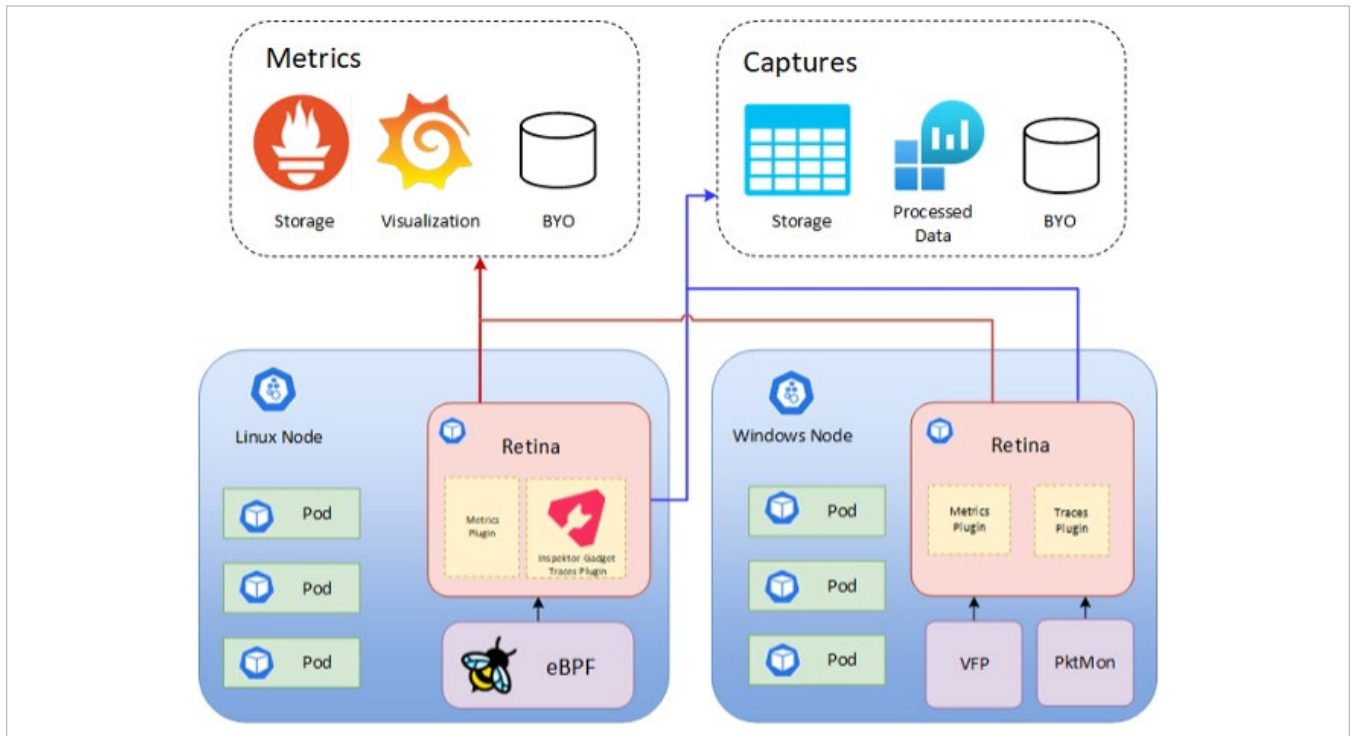 Metrics
Storage
Visualization
BYO
Captures
Storage
Processed
Data
BYO
Linux Node
Retina
Metrics
Plugin
Inspektor Gadget
Traces Plugin
Pod
Pod
Pod
eBPF
Windows Node
Retina
Metrics
Plugin
Traces
Plugin
Pod
Pod
Pod
VFP
PktMon